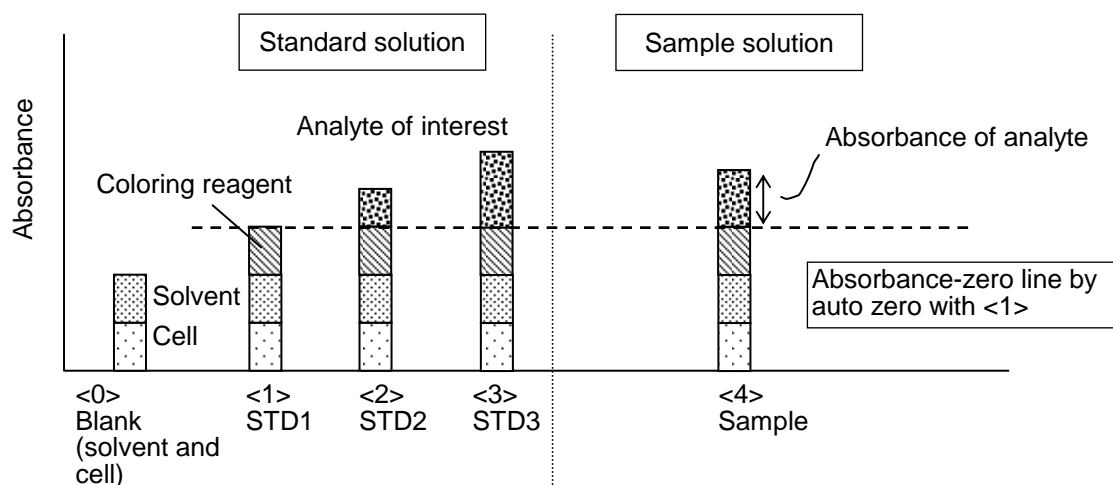 Standard solution
Sample solution
Analyte of interest
Absorbance of analyte
Coloring reagent
Absorbance
Solvent
Cell
Absorbance-zero line by
auto zero with <1>
<0>
Blank
(solvent and
cell)
<1>
STD1
<2>
STD2
<3>
STD3
<4>
Sample